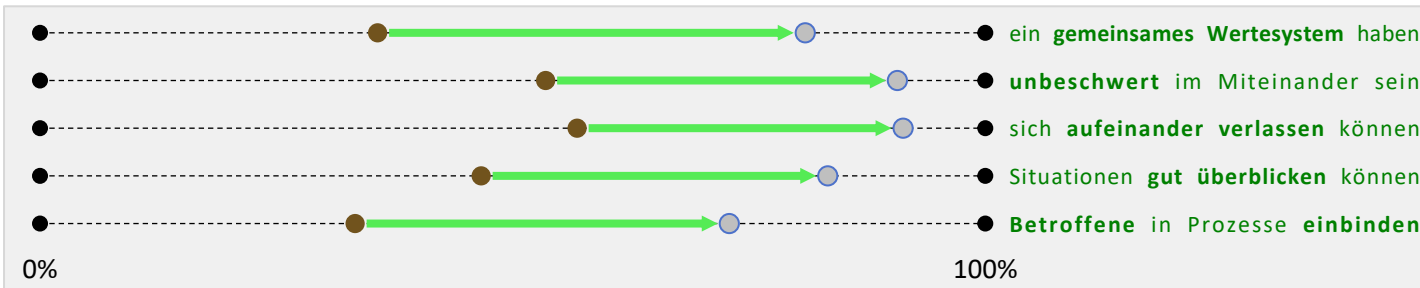 ein gemeinsames Wertesystem haben
unbeschwert im Miteinander sein
sich aufeinander verlassen können
Situationen gut überblicken können
Betroffene in Prozesse einbinden
0% 100%